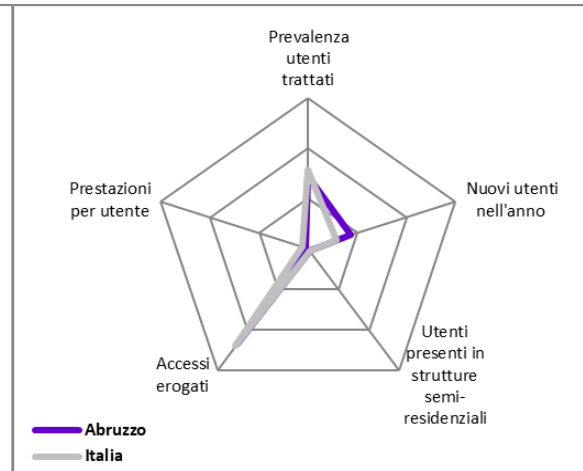 Prevalenza
utenti
trattati
Prestazioni
per utente
Nuovi utenti
nell'anno
Accessi
erogati
Utenti
presenti in
strutture
semi-
residenziali
Abruzzo
Italia